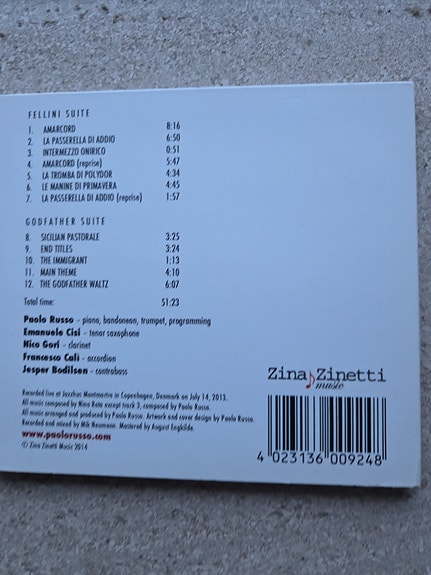 FELLINI SUITE
1. AMARCORD 8:16
2. LA PASSERELLA DI ADDIO 6:50
3. INTERMEZZO ONIRICO 0:51
4. AMARCORD (reprise) 5:47
5. LA TROMBA DI POLYDOR 4:34
6. LE MANINE DI PRIMAVERA 4:45
7. LA PASSERELLA DI ADDIO (reprise) 1:57
GODFATHER SUITE
8. SICILIAN PASTORALE 3:25
9. END TITLES 3:24
10. THE IMMIGRANT 1:13
11. MAIN THEME 4:10
12. THE GODFATHER WALTZ 6:07
Total time: 51:23
Paolo Russo – piano, bandoneon, trumpet, programming
Emanuele Cisi – tenor saxophone
Nico Gori – clarinet
Francesco Calì – accordion
Jesper Bodilsen – contrabass
Recorded live at Jazzhus Montmartre in Copenhagen, Denmark on July 14, 2013.
All music composed by Nino Rota except track 3, composed by Paolo Russo.
All music arranged and produced by Paolo Russo. Artwork and cover design by Paolo Russo.
Recorded and mixed by Mik Neumann. Mastered by August Engkilde.
www.paolorusso.com
© Zina Zinetti Music 2014
Zina Zinetti
music
4 023136 009248